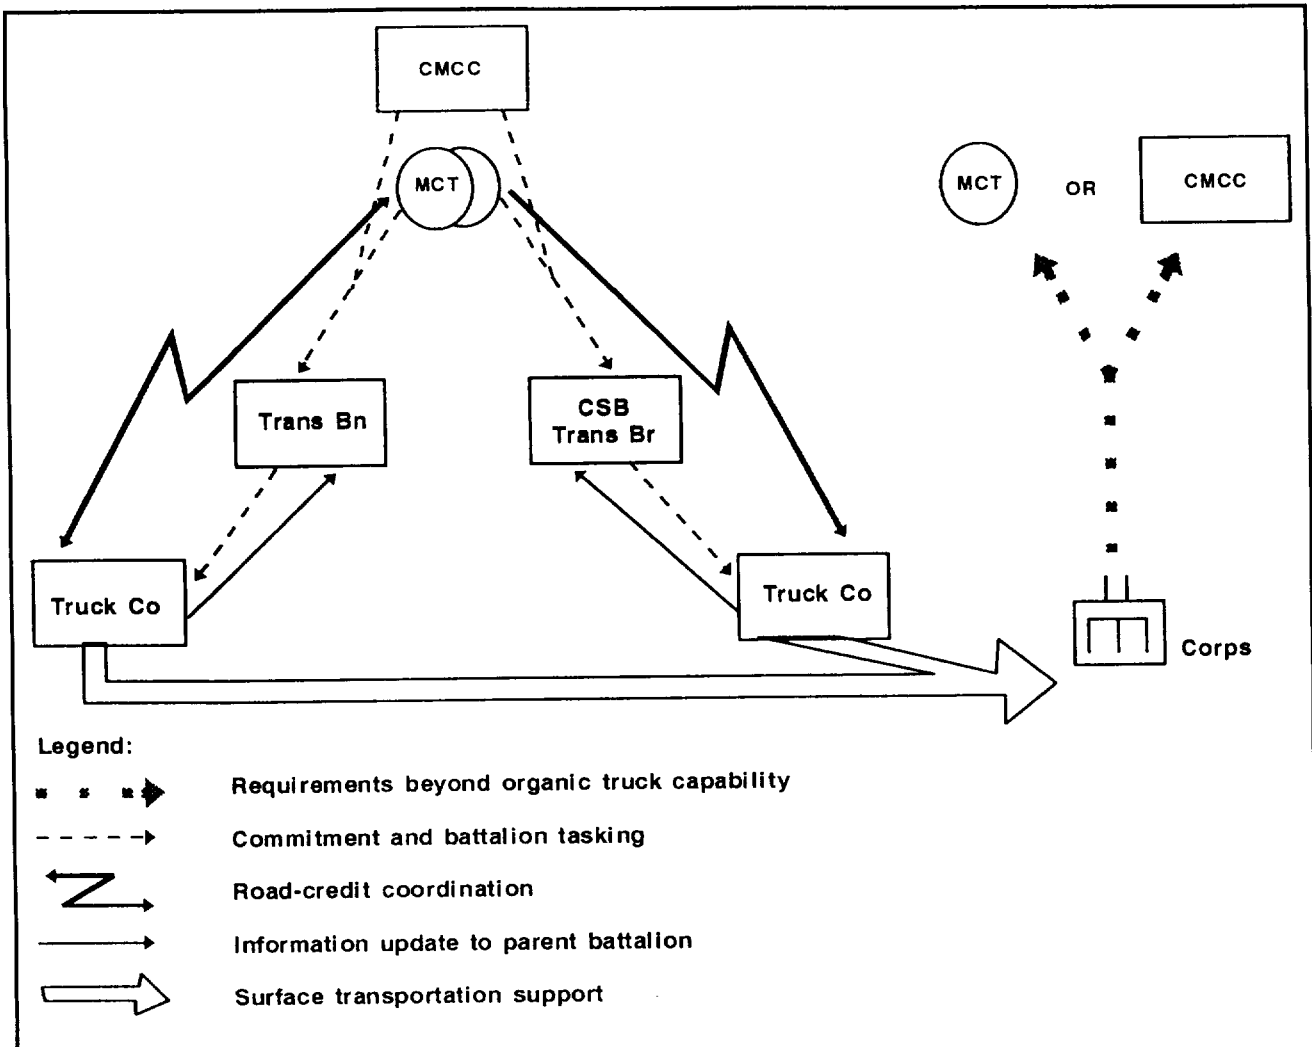 CMCC
MCT
MCT
OR
CMCC
Trans Bn
CSB
Trans Br
Truck Co
Truck Co
Corps
Legend:
Requirements beyond organic truck capability
Commitment and battalion tasking
Road-credit coordination
Information update to parent battalion
Surface transportation support